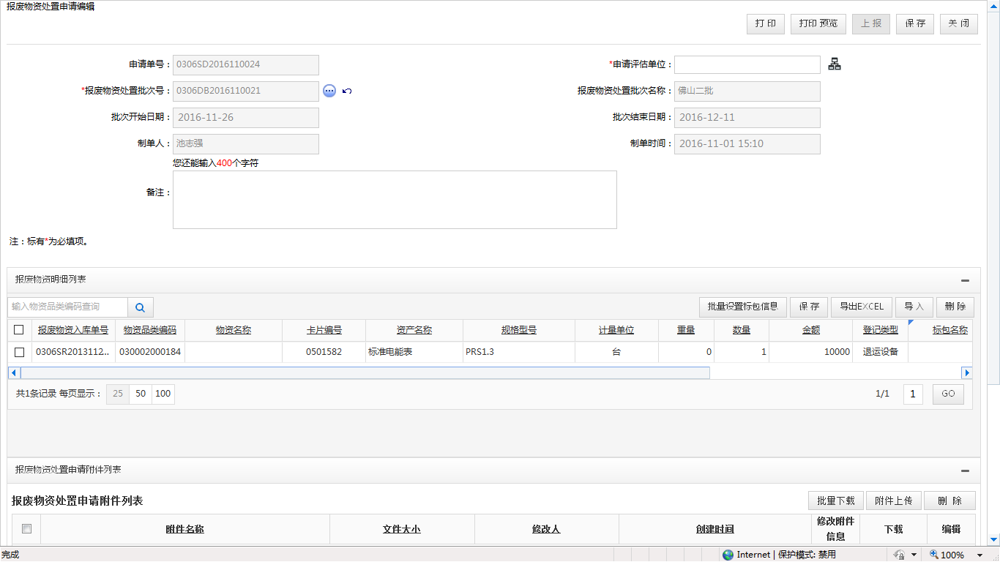 报废物资处置申请编辑
打 印 打印 预览 上 报 保 存 关 闭
申请单号： 0306SD2016110024 *申请评估单位：
*报废物资处置批次号： 0306DB2016110021 报废物资处置批次名称： 佛山二批
批次开始日期： 2016-11-26 批次结束日期： 2016-12-11
制单人： 池志强 制单时间： 2016-11-01 15:10
您还能输入400个字符
备注：
注：标有*为必填项。
报废物资明细列表
输入物资品类编码查询 批量设置标包信息 保 存 导出EXCEL 导 入 删 除
报废物资入库单号 物资品类编码 物资名称 卡片编号 资产名称 规格型号 计量单位 重量 数量 金额 登记类型 标包名称
0306SR2013112... 030002000184 0501582 标准电能表 PRS1.3 台 0 1 10000 退运设备
共1条记录 每页显示： 25 50 100 1/1 1 GO
报废物资处置申请附件列表
报废物资处置申请附件列表 批量下载 附件上传 删 除
附件名称 文件大小 修改人 创建时间 修改附件信息 下载 编辑
完成 Internet | 保护模式: 禁用 100%